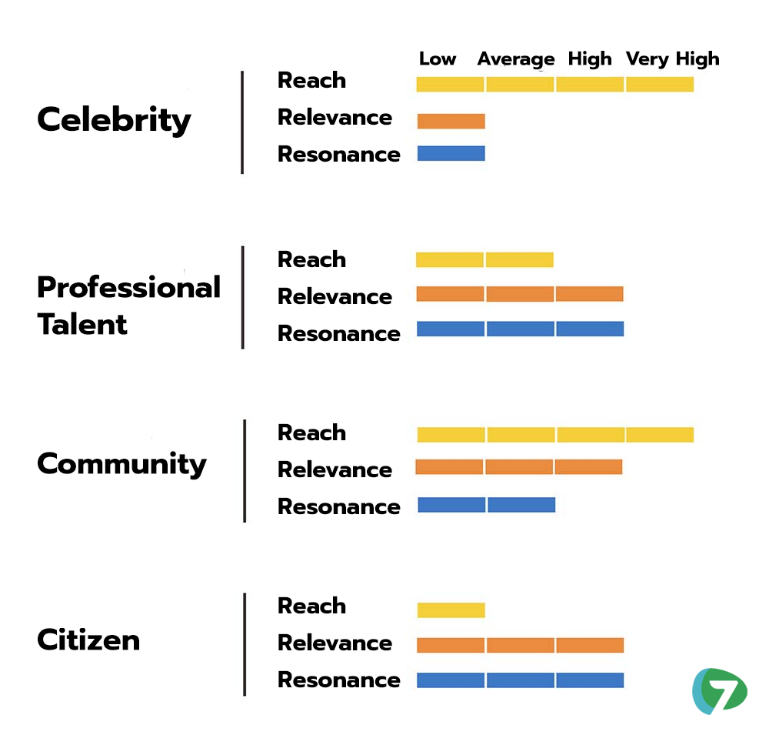 Low Average High Very High
Celebrity
Reach
Relevance
Resonance
Professional
Talent
Reach
Relevance
Resonance
Community
Reach
Relevance
Resonance
Citizen
Reach
Relevance
Resonance
7